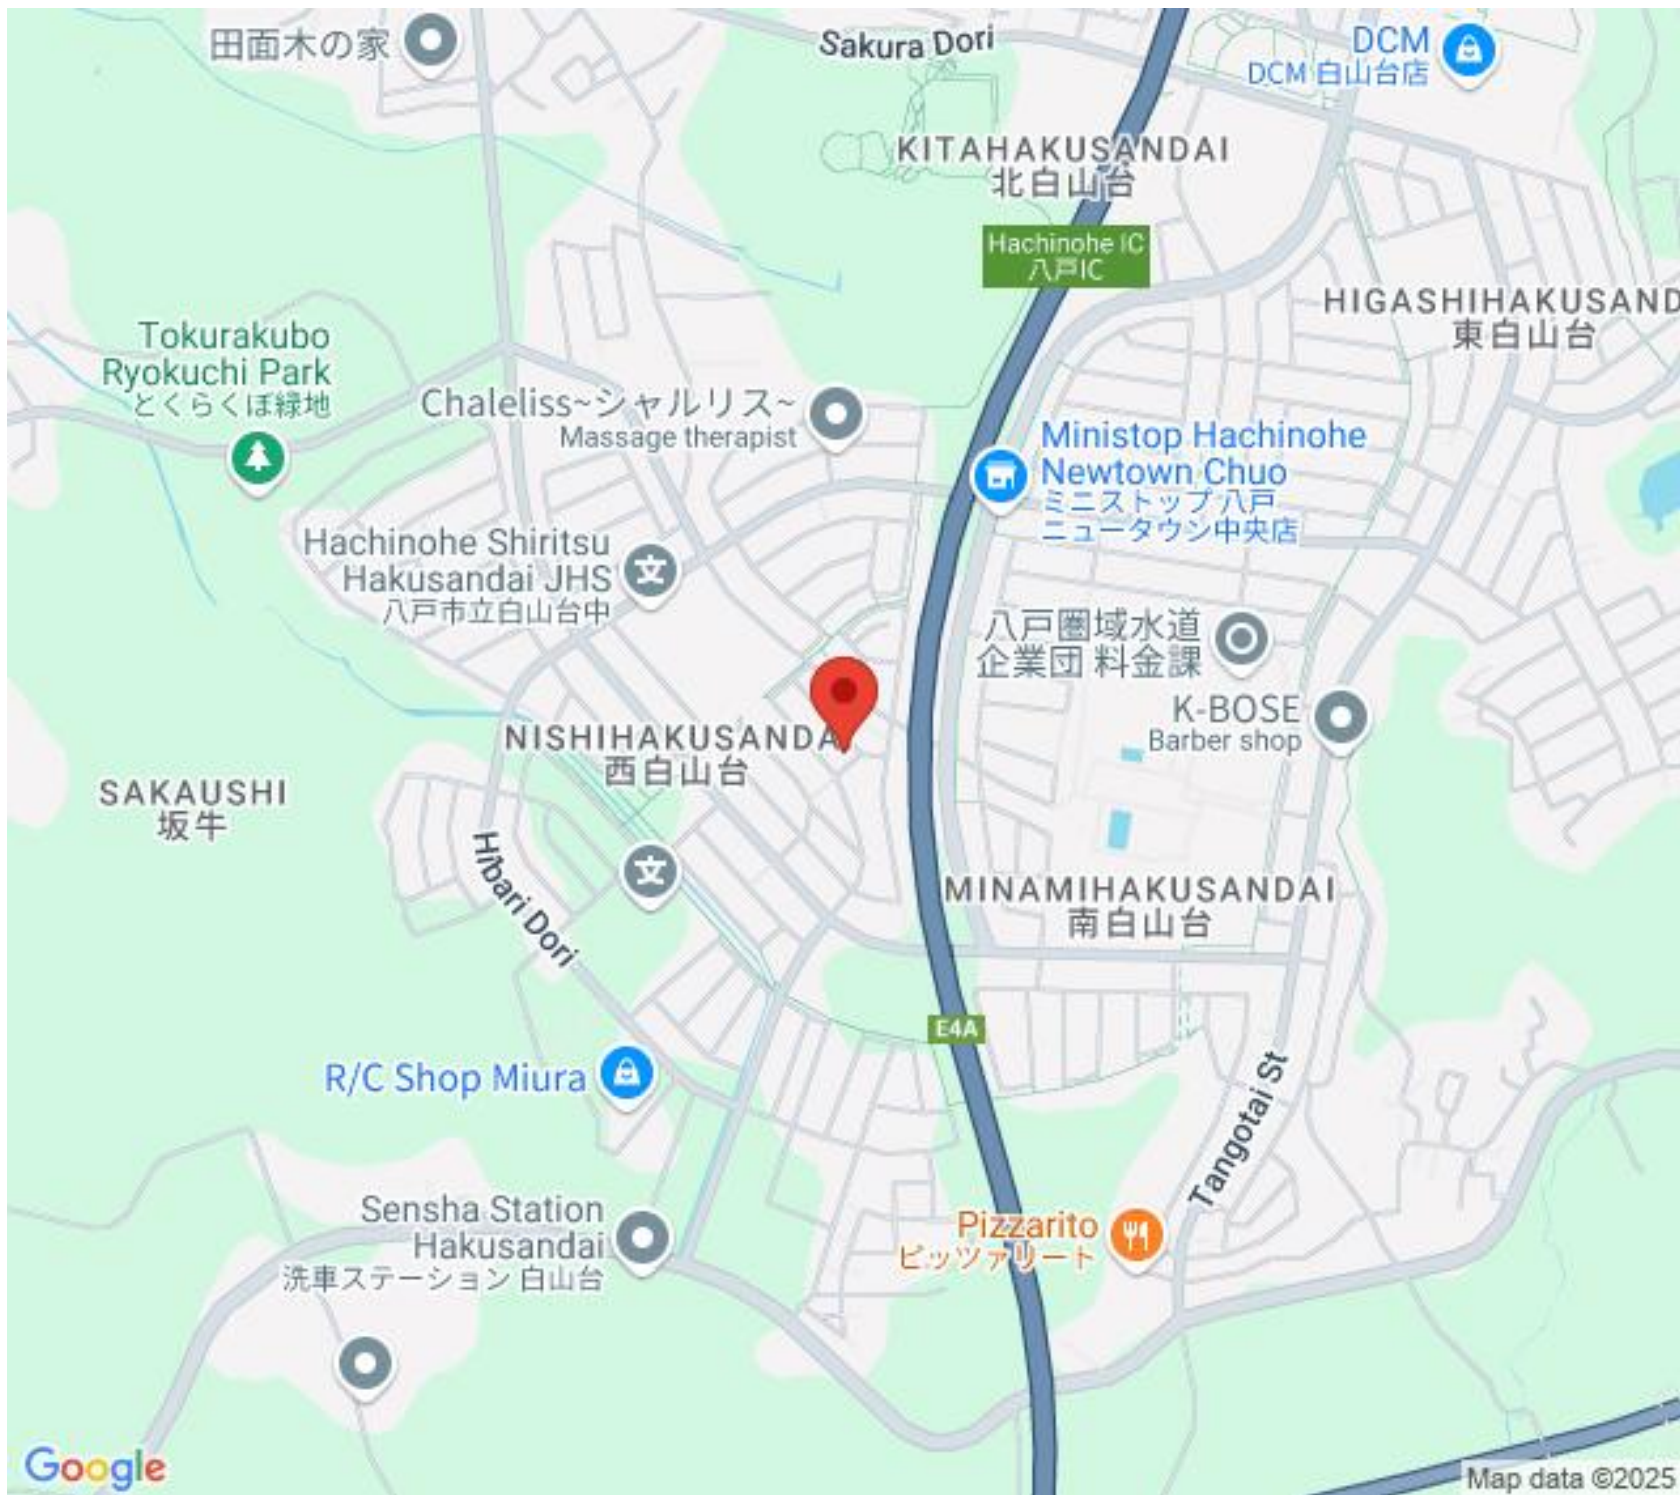 田面木の家
Sakura Dori
DCM
DCM 白山台店
KITAHAKUSANDAI
北白山台
Hachinohe IC
八戸IC
HIGASHIHAKUSAND
東白山台
Tokurakubo
Ryokuchi Park
とくらくぼ緑地
Chaleliss~シャルリス~
Massage therapist
Ministop Hachinohe
Newtown Chuo
ミニストップ 八戸
ニュータウン中央店
Hachinohe Shiritsu
Hakusandai JHS
八戸市立白山台中
文
八戸圏域水道
企業団 料金課
K-BOSE
Barber shop
NISHIHAKUSANDAI
西白山台
SAKAUSHI
坂牛
Hibari Dori
文
MINAMIHAKUSANDAI
南白山台
E4A
R/C Shop Miura
Tangotai St
Sensha Station
Hakusandai
洗車ステーション 白山台
Pizzarito
ピッツァリート
Google
Map data ©2025